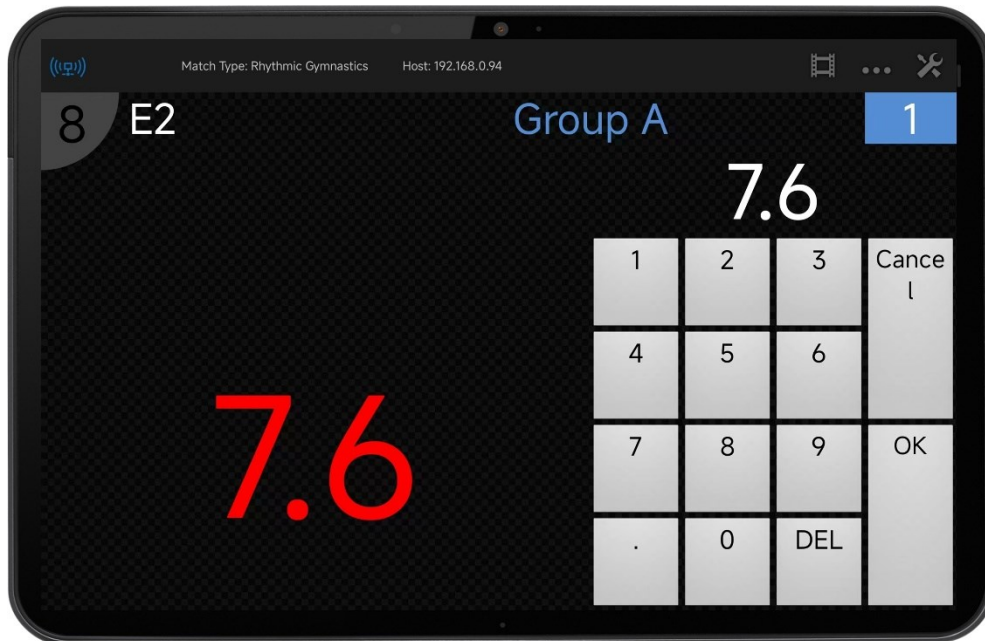 Match Type: Rhythmic Gymnastics Host: 192.168.0.94
8 E2 Group A 1
7.6
1 2 3 Cance
l
4 5 6
7.6
7 8 9 OK
. 0 DEL